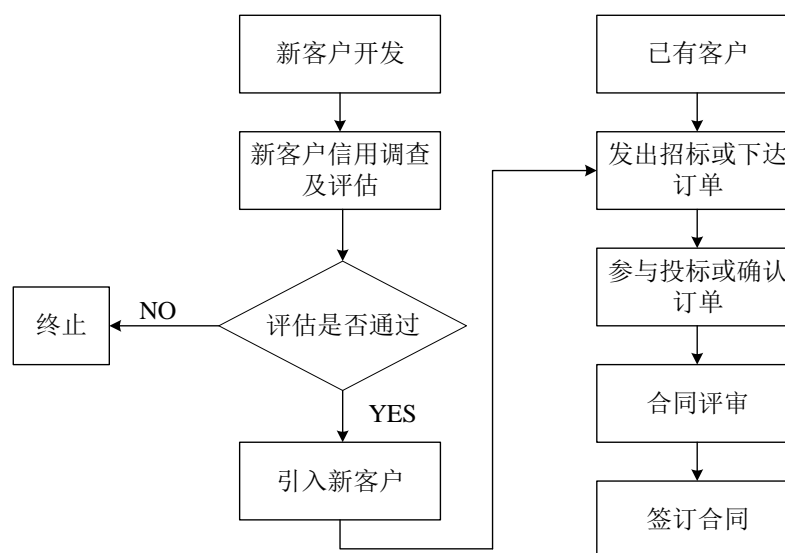 新客户开发
新客户信用调查
及评估
评估是否通过
NO
终止
YES
引入新客户
已有客户
发出招标或下达
订单
参与投标或确认
订单
合同评审
签订合同